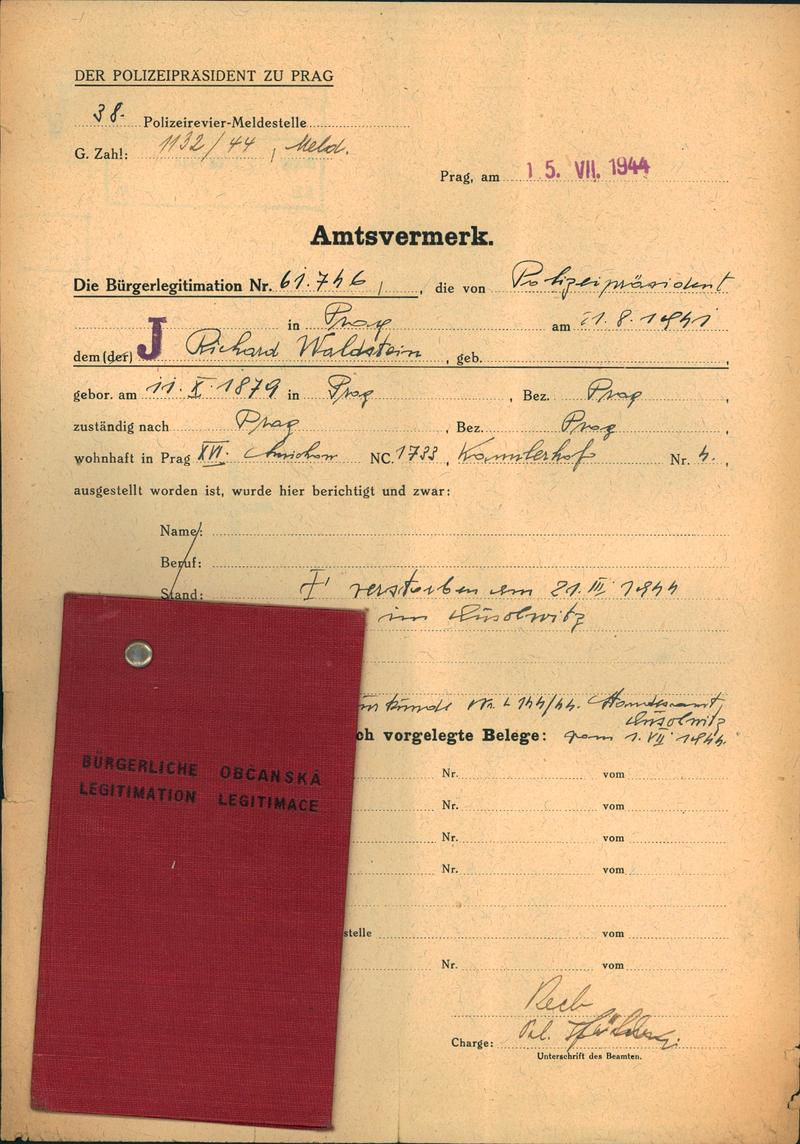 DER POLIZEIPRÄSIDENT ZU PRAG
38. Polizeirevier-Meldestelle
G. Zahl: 1132/44, Meld.
Prag, am 15. VII. 1944
Amtsvermerk.
Die Bürgerlegitimation Nr. 61.746, die von Polizeipräsident
in Prag am 21.8.1941
dem (der) J Richard Waldstein, geb.
gebor. am 11. X. 1879 in Prag, Bez. Prag,
zuständig nach Prag, Bez. Prag,
wohnhaft in Prag XVI. NC. 1733, Nr. 4.,
ausgestellt worden ist, wurde hier berichtigt und zwar:
Name:
Beruf:
Stand: verstorben am 21. III. 1944
in Auschwitz
urkunde Nr. 144/44. Standesamt,
Auschwitz
ch vorgelegte Belege: vom 1. VII. 1944.
Nr. vom
Nr. vom
Nr. vom
Nr. vom
stelle vom
Nr. vom
Charge:
Unterschrift des Beamten.
BÜRGERLICHE OBČANSKÁ
LEGITIMATION LEGITIMACE